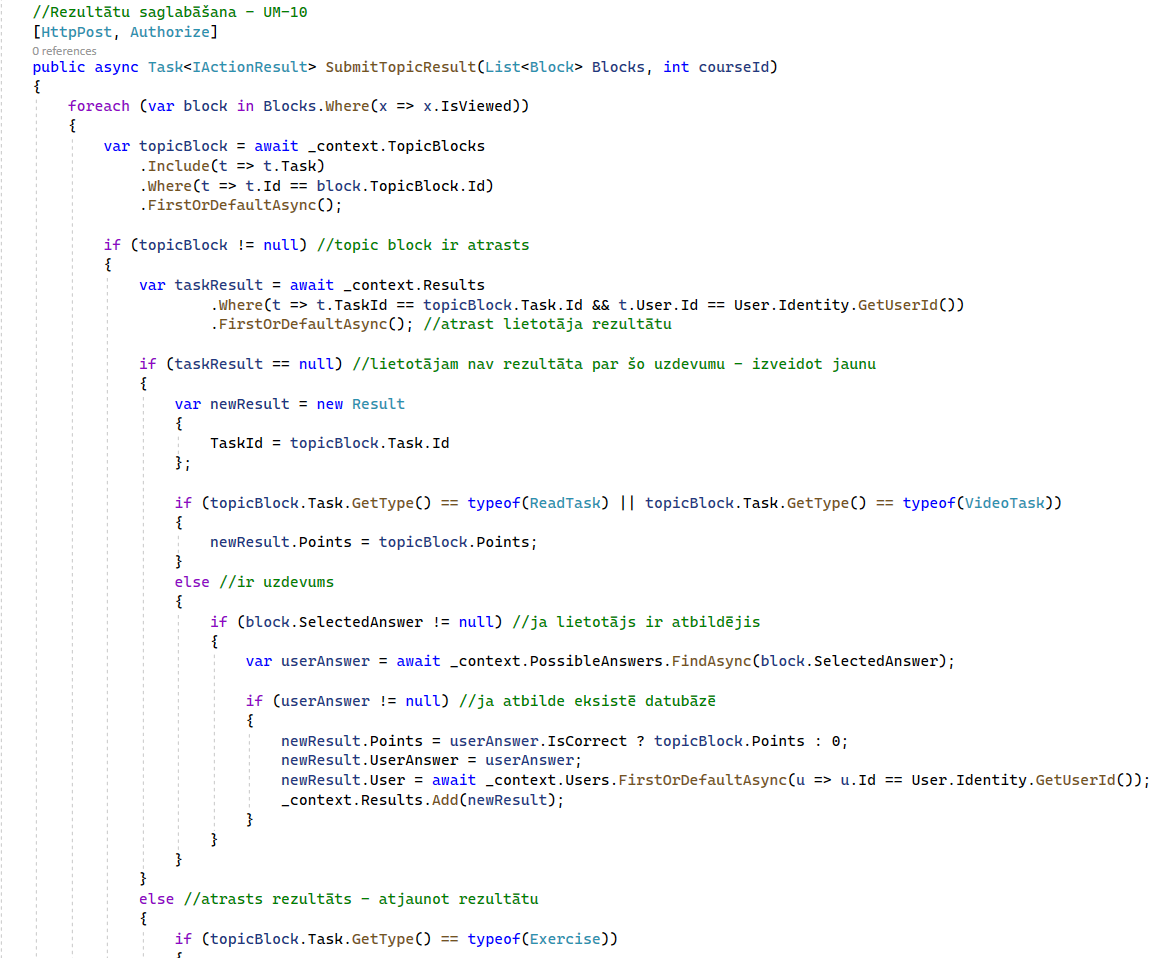 //Rezultātu saglabāšana - UM-10
[HttpPost, Authorize]
0 references
public async Task<IActionResult> SubmitTopicResult(List<Block> Blocks, int courseId)
{
foreach (var block in Blocks.Where(x => x.IsViewed))
{
var topicBlock = await _context.TopicBlocks
.Include(t => t.Task)
.Where(t => t.Id == block.TopicBlock.Id)
.FirstOrDefaultAsync();
if (topicBlock != null) //topic block ir atrasts
{
var taskResult = await _context.Results
.Where(t => t.TaskId == topicBlock.Task.Id && t.User.Id == User.Identity.GetUserId())
.FirstOrDefaultAsync(); //atrast lietotāja rezultātu
if (taskResult == null) //lietotājam nav rezultāta par šo uzdevumu - izveidot jaunu
{
var newResult = new Result
{
TaskId = topicBlock.Task.Id
};
if (topicBlock.Task.GetType() == typeof(ReadTask) || topicBlock.Task.GetType() == typeof(VideoTask))
{
newResult.Points = topicBlock.Points;
}
else //ir uzdevums
{
if (block.SelectedAnswer != null) //ja lietotājs ir atbildējis
{
var userAnswer = await _context.PossibleAnswers.FindAsync(block.SelectedAnswer);
if (userAnswer != null) //ja atbilde eksistē datubāzē
{
newResult.Points = userAnswer.IsCorrect ? topicBlock.Points : 0;
newResult.UserAnswer = userAnswer;
newResult.User = await _context.Users.FirstOrDefaultAsync(u => u.Id == User.Identity.GetUserId());
_context.Results.Add(newResult);
}
}
}
}
else //atrasts rezultāts - atjaunot rezultātu
{
if (topicBlock.Task.GetType() == typeof(Exercise))
{